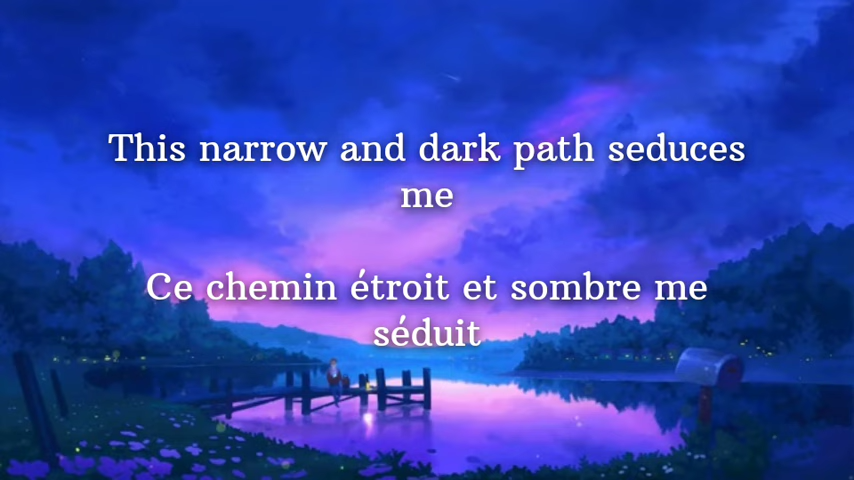 This narrow and dark path seduces
me
Ce chemin étroit et sombre me
séduit